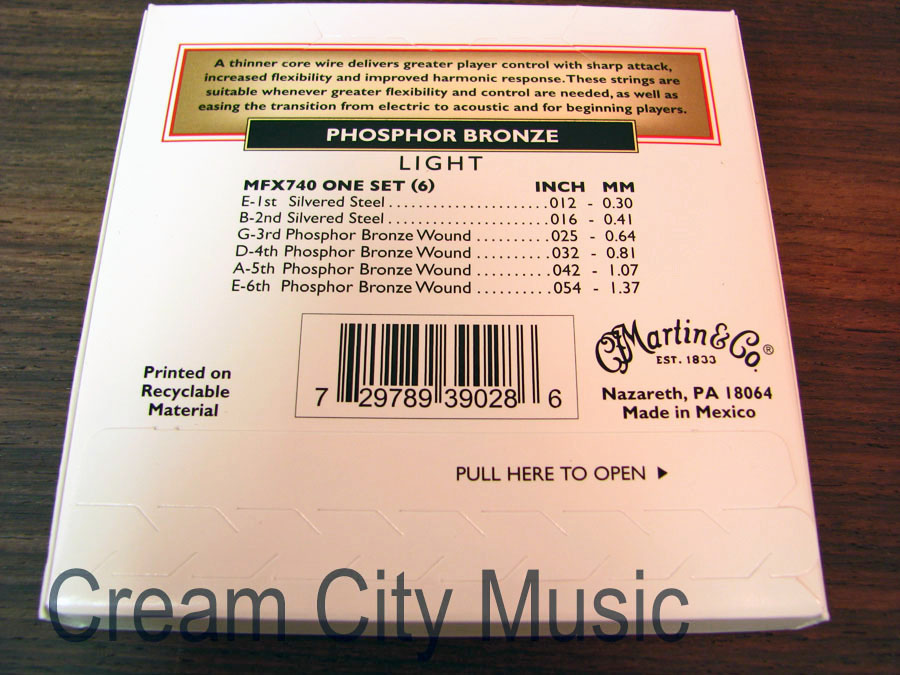 A thinner core wire delivers greater player control with sharp attack,
increased flexibility and improved harmonic response. These strings are
suitable whenever greater flexibility and control are needed, as well as
easing the transition from electric to acoustic and for beginning players.
PHOSPHOR BRONZE
LIGHT
MFX740 ONE SET (6) INCH MM
E-1st Silvered Steel......................012 - 0.30
B-2nd Silvered Steel......................016 - 0.41
G-3rd Phosphor Bronze Wound ..........025 - 0.64
D-4th Phosphor Bronze Wound ..........032 - 0.81
A-5th Phosphor Bronze Wound ..........042 - 1.07
E-6th Phosphor Bronze Wound ..........054 - 1.37
7 29789 39028 6
CF Martin & Co.®
EST. 1833
Nazareth, PA 18064
Made in Mexico
Printed on
Recyclable
Material
PULL HERE TO OPEN ▶
Cream City Music